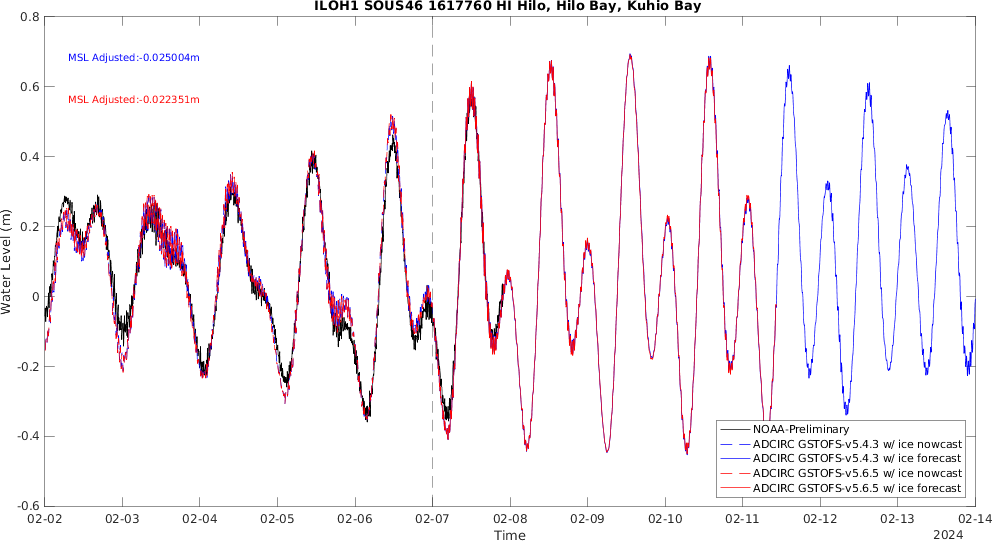 ILOH1 SOUS46 1617760 HI Hilo, Hilo Bay, Kuhio Bay
0.8
MSL Adjusted:-0.025004m
0.6
MSL Adjusted:-0.022351m
0.4
0.2
Water Level (m)
0
-0.2
-0.4
NOAA-Preliminary
ADCIRC GSTOFS-v5.4.3 w/ ice nowcast
ADCIRC GSTOFS-v5.4.3 w/ ice forecast
ADCIRC GSTOFS-v5.6.5 w/ ice nowcast
ADCIRC GSTOFS-v5.6.5 w/ ice forecast
-0.6
02-02 02-03 02-04 02-05 02-06 02-07 02-08 02-09 02-10 02-11 02-12 02-13 02-14
Time
2024